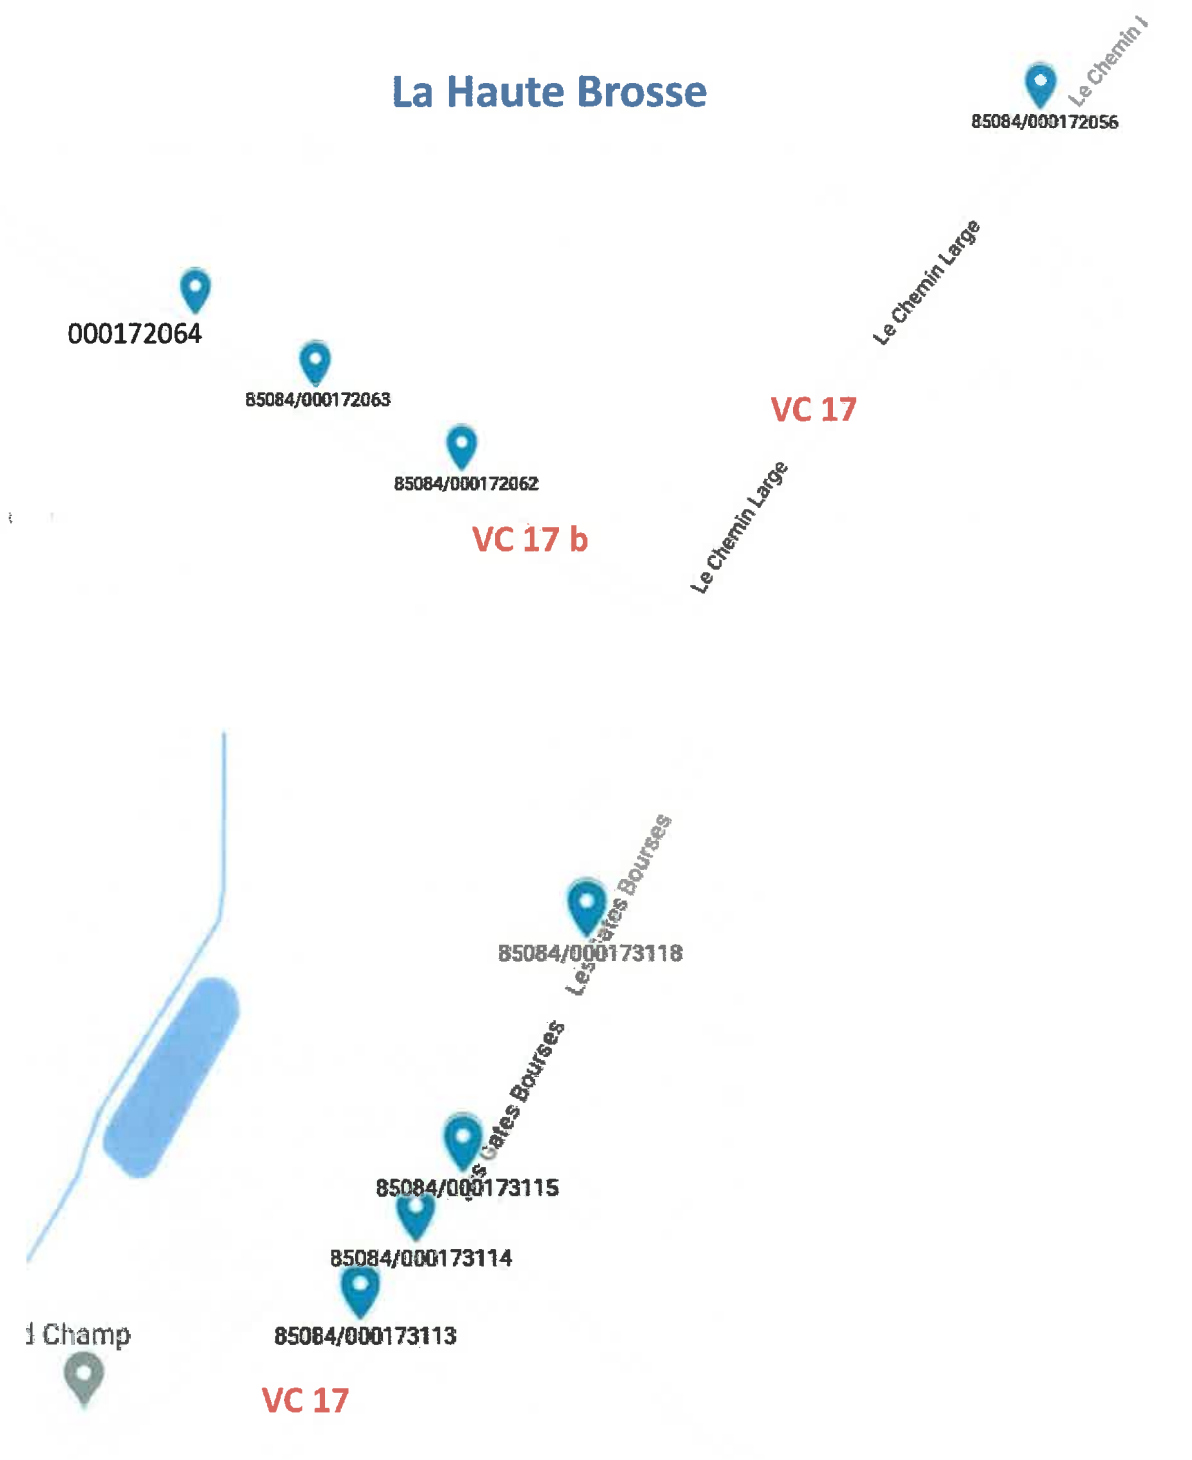 La Haute Brosse
Le Chemin
85084/000172056
Le Chemin Large
000172064
85084/000172063
VC 17
85084/000172062
Le Chemin Large
VC 17 b
Les Gates Bourses
85084/000173118
Les Gates Bourses
85084/000173115
85084/000173114
85084/000173113
Champ
VC 17